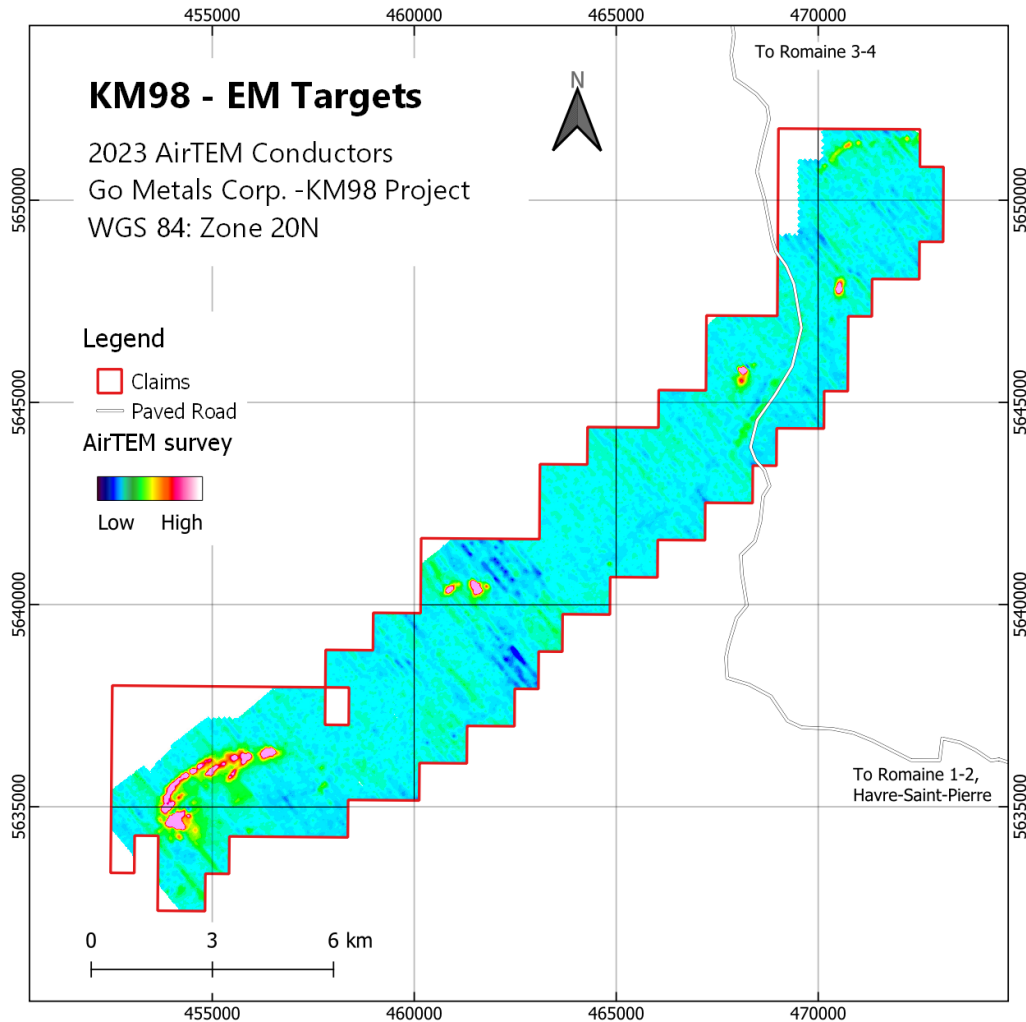 455000 460000 465000 470000
To Romaine 3-4
N
KM98 - EM Targets
2023 AirTEM Conductors
Go Metals Corp. -KM98 Project
WGS 84: Zone 20N
5650000 5650000
Legend
Claims
Paved Road
AirTEM survey
Low High
5645000 5645000
5640000 5640000
To Romaine 1-2,
Havre-Saint-Pierre
5635000 5635000
0 3 6 km
455000 460000 465000 470000